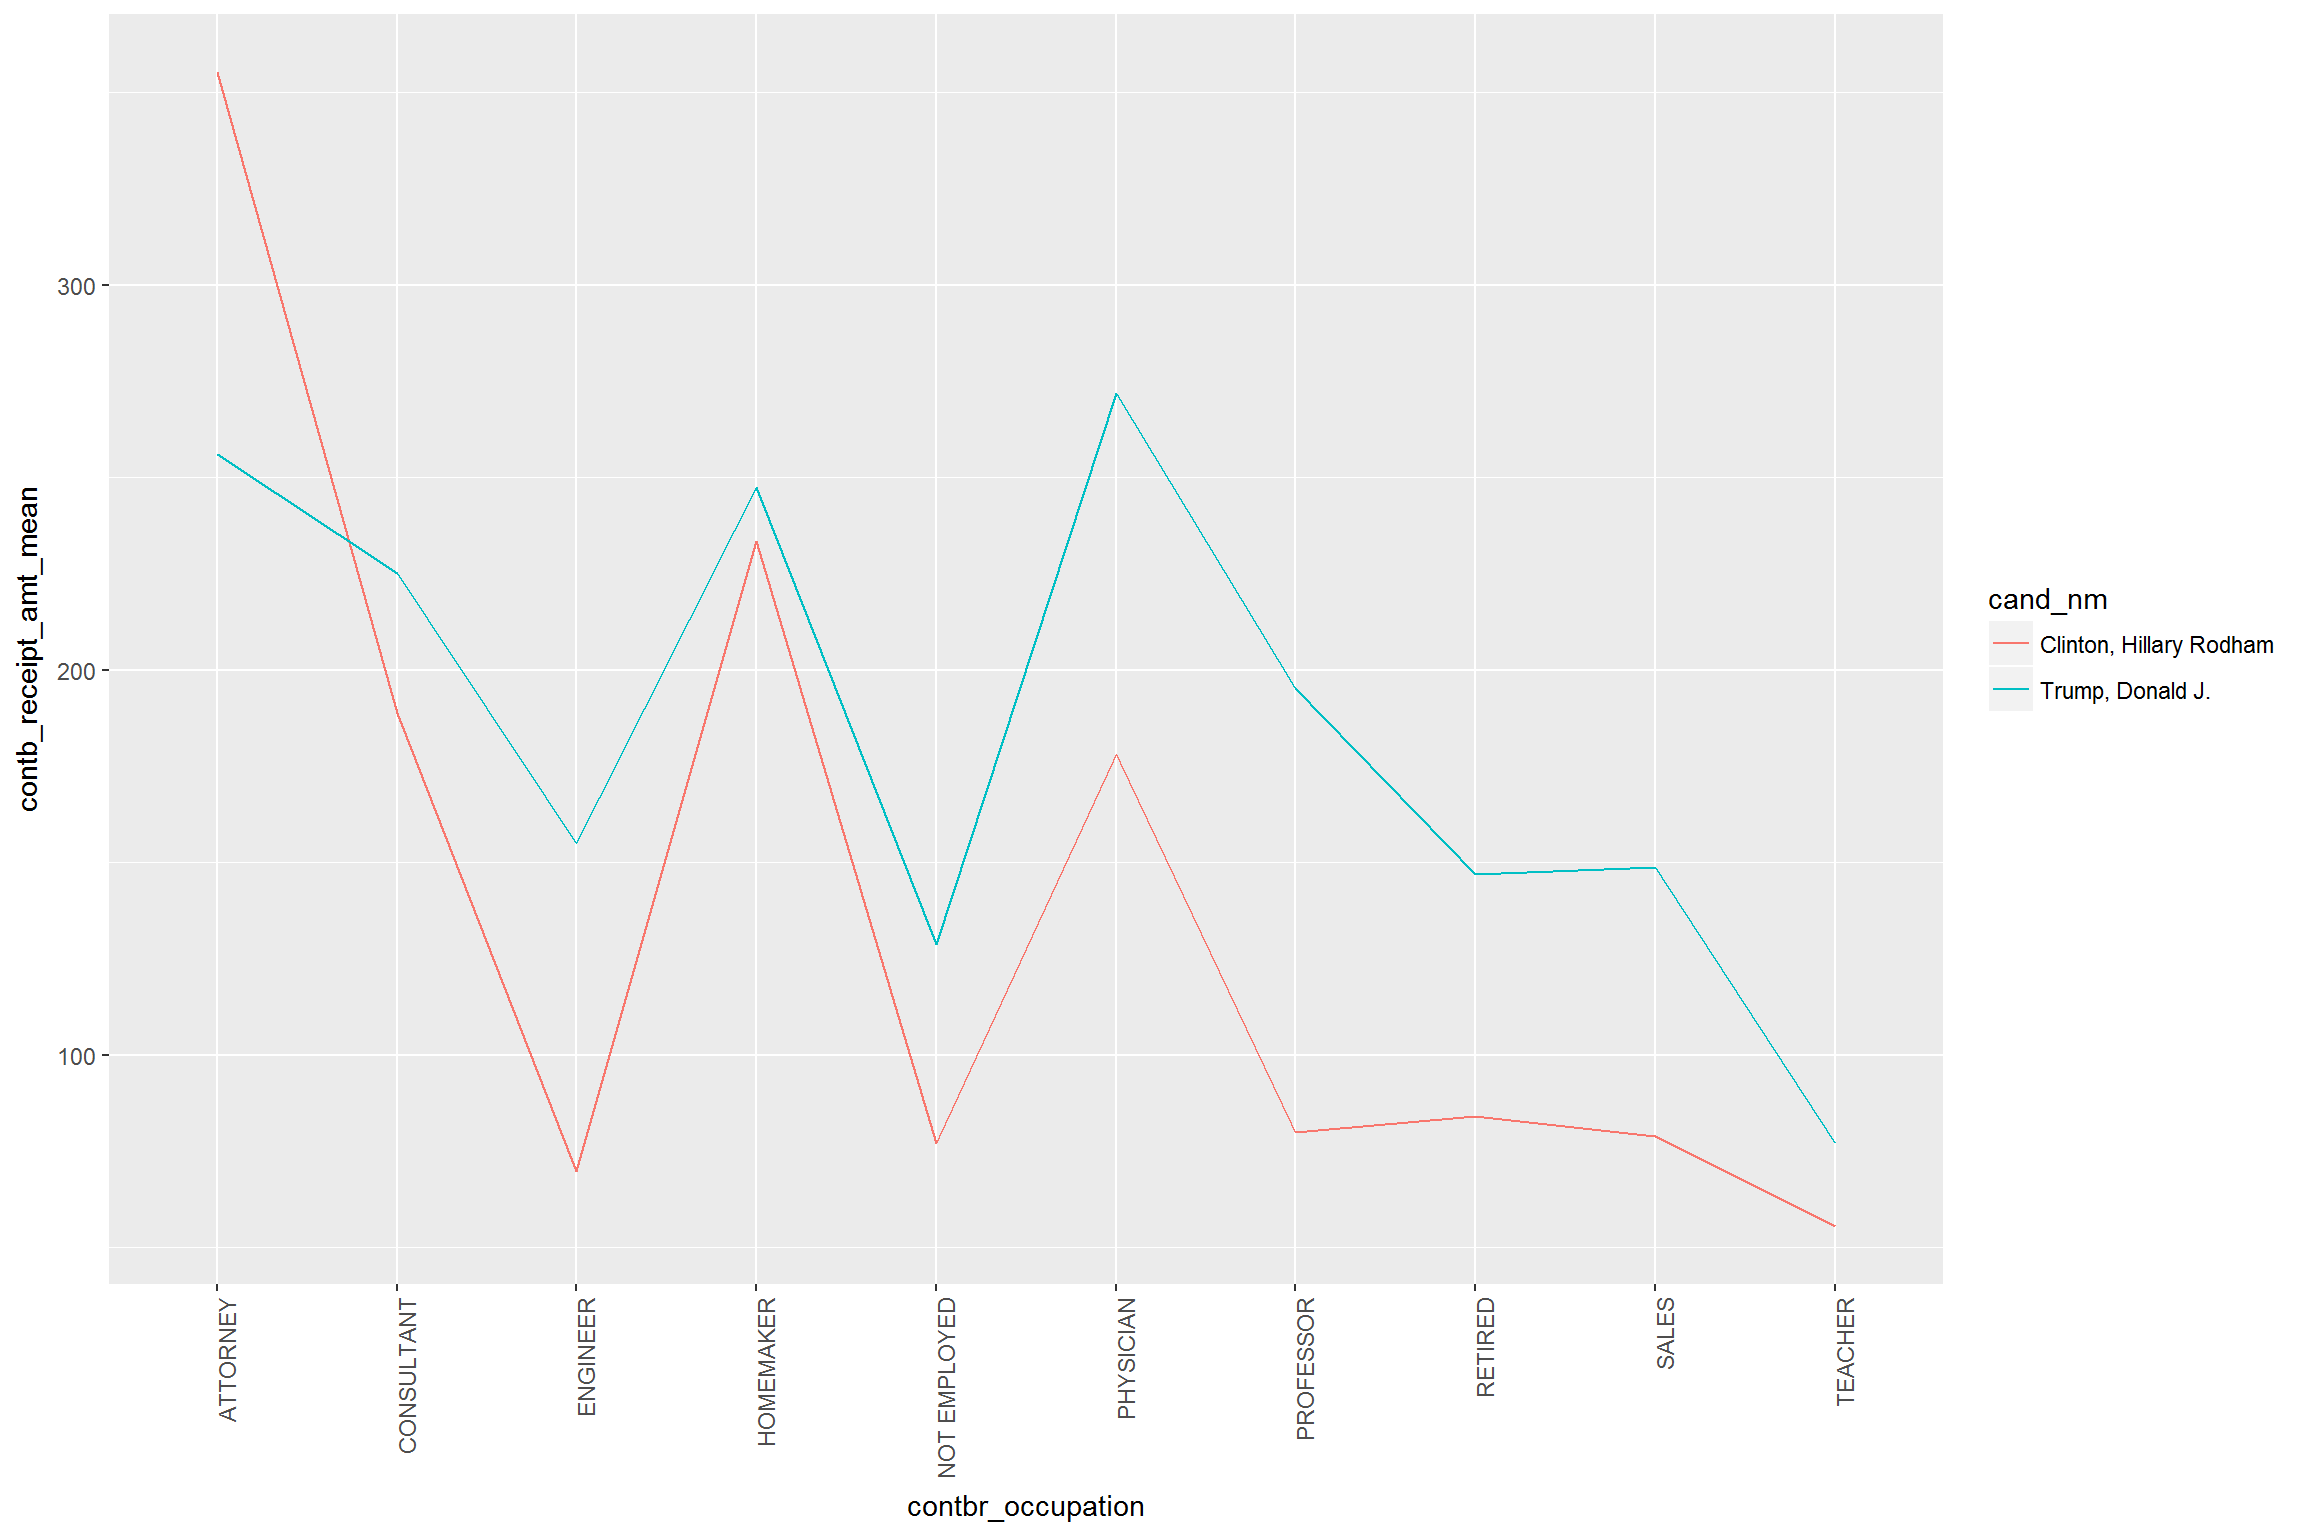 contb_receipt_amt_mean
300
200
100
ATTORNEY
CONSULTANT
ENGINEER
HOMEMAKER
NOT EMPLOYED
PHYSICIAN
PROFESSOR
RETIRED
SALES
TEACHER
contbr_occupation
cand_nm
Clinton, Hillary Rodham
Trump, Donald J.